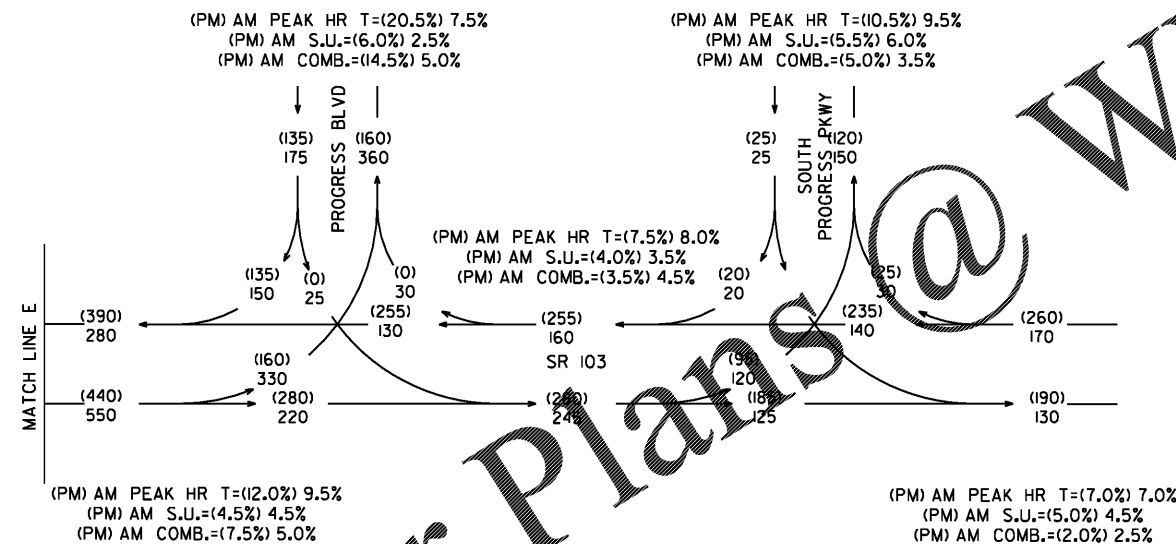 (PM) AM PEAK HR T=(20.5%) 7.5%
(PM) AM S.U.=(6.0%) 2.5%
(PM) AM COMB.=(14.5%) 5.0%
(PM) AM PEAK HR T=(10.5%) 9.5%
(PM) AM S.U.=(5.5%) 6.0%
(PM) AM COMB.=(5.0%) 3.5%
(135)
175
PROGRESS BLVD
(160)
360
(25)
25
SOUTH
PROGRESS PKWY
(120)
150
(PM) AM PEAK HR T=(7.5%) 8.0%
(PM) AM S.U.=(4.0%) 3.5%
(PM) AM COMB.=(3.5%) 4.5%
(135)
150
(0)
25
(0)
30
(20)
20
(25)
30
MATCH LINE E
(390)
280
(255)
130
(255)
160
(235)
140
(260)
170
SR 103
(160)
330
120
(440)
550
(280)
220
245
125
(190)
130
(PM) AM PEAK HR T=(12.0%) 9.5%
(PM) AM S.U.=(4.5%) 4.5%
(PM) AM COMB.=(7.5%) 5.0%
(PM) AM PEAK HR T=(7.0%) 7.0%
(PM) AM S.U.=(5.0%) 4.5%
(PM) AM COMB.=(2.0%) 2.5%
Plans @ W